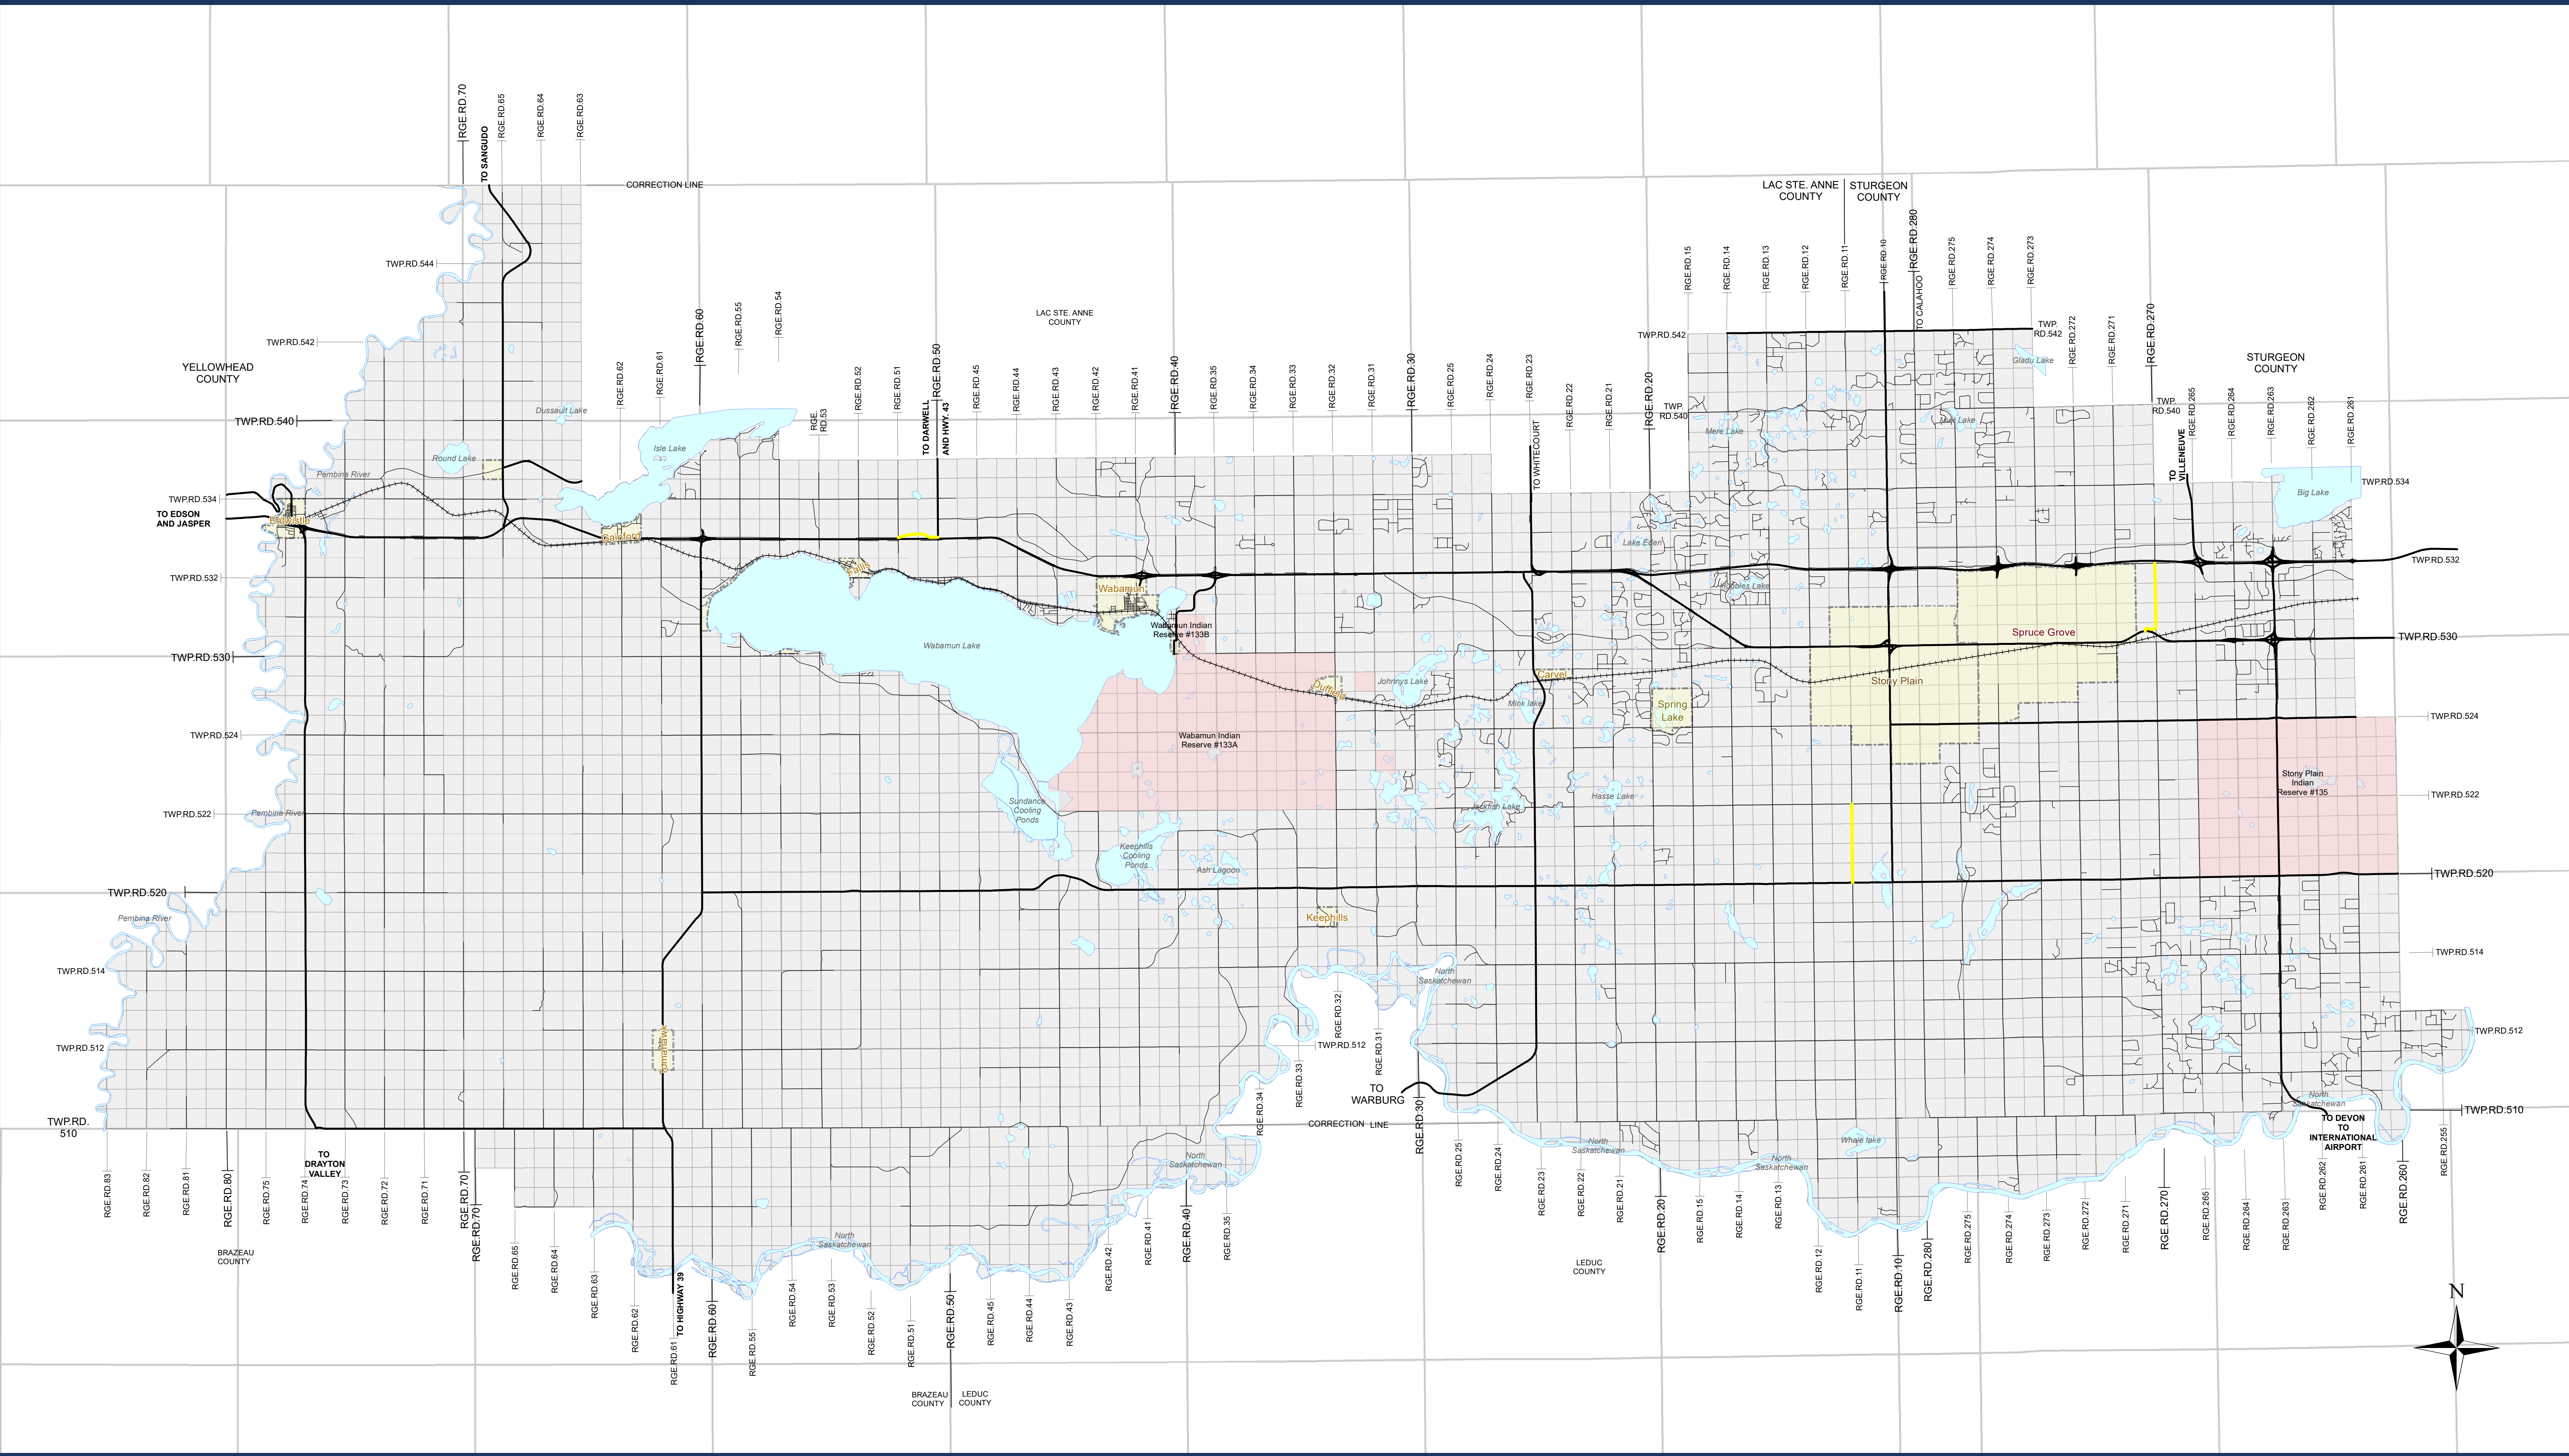 RGE.RD.70
TO SANGUDO
RGE.RD.65
RGE.RD.64
RGE.RD.63
CORRECTION LINE
LAC STE. ANNE
COUNTY
STURGEON
COUNTY
RGE.RD.15
RGE.RD.14
RGE.RD.13
RGE.RD.12
RGE.RD.11
RGE.RD.10
RGE.RD.280
TO CALAHOO
RGE.RD.275
RGE.RD.274
RGE.RD.273
TWP.RD.544
LAC STE. ANNE
COUNTY
TWP.RD.542
TWP.RD.542
TWP.
RD.542
YELLOWHEAD
COUNTY
RGE.RD.62
RGE.RD.61
RGE.RD.60
RGE.RD.55
RGE.RD.54
RGE.
RD.53
RGE.RD.52
RGE.RD.51
TO DARWELL
AND HWY. 43
RGE.RD.50
RGE.RD.45
RGE.RD.44
RGE.RD.43
RGE.RD.42
RGE.RD.41
RGE.RD.40
RGE.RD.35
RGE.RD.34
RGE.RD.33
RGE.RD.32
RGE.RD.31
RGE.RD.30
RGE.RD.25
RGE.RD.24
RGE.RD.23
TO WHITECOURT
RGE.RD.22
RGE.RD.21
RGE.RD.20
RGE.RD.272
RGE.RD.271
RGE.RD.270
STURGEON
COUNTY
Gladu Lake
TWP.RD.540
TWP.
RD.540
TWP.
RD.540
TO
VILLENEUVE
RGE.RD.265
RGE.RD.264
RGE.RD.263
RGE.RD.262
RGE.RD.261
Dussault Lake
Round Lake
Isle Lake
Pembina River
Mere Lake
Muir Lake
TWP.RD.534
TWP.RD.534
Big Lake
TO EDSON
AND JASPER
Entwistle
Gainford
Lake Eden
TWP.RD.532
TWP.RD.532
Fallis
Wabamun
Hubbles Lake
Wabamun Indian
Reserve #133B
Spruce Grove
TWP.RD.530
TWP.RD.530
Wabamun Lake
Duffield
Johnnys Lake
Carvel
Stony Plain
Mink lake
Spring
Lake
TWP.RD.524
TWP.RD.524
Wabamun Indian
Reserve #133A
Stony Plain
Indian
Reserve #135
TWP.RD.522
TWP.RD.522
Pembina River
Sundance
Cooling
Ponds
Jackfish Lake
Hasse Lake
Keephills
Cooling
Ponds
Ash Lagoon
TWP.RD.520
TWP.RD.520
Pembina River
Keephills
TWP.RD.514
TWP.RD.514
North
Saskatchewan
RGE.RD.32
RGE.RD.31
TWP.RD.512
Tomahawk
TWP.RD.512
TWP.RD.512
RGE.RD.33
RGE.RD.34
TO
WARBURG
RGE.RD.30
CORRECTION LINE
TWP.RD.
510
TWP.RD.510
North
Saskatchewan
TO DEVON
TO
INTERNATIONAL
AIRPORT
TO
DRAYTON
VALLEY
North
Saskatchewan
North
Saskatchewan
North
Saskatchewan
Whale lake
RGE.RD.83
RGE.RD.82
RGE.RD.81
RGE.RD.80
RGE.RD.75
RGE.RD.74
RGE.RD.73
RGE.RD.72
RGE.RD.71
RGE.RD.70
RGE.RD.70
RGE.RD.65
RGE.RD.64
RGE.RD.63
RGE.RD.62
RGE.RD.61
TO HIGHWAY 39
RGE.RD.60
RGE.RD.55
RGE.RD.54
RGE.RD.53
RGE.RD.52
RGE.RD.51
RGE.RD.50
RGE.RD.45
RGE.RD.44
RGE.RD.43
RGE.RD.42
RGE.RD.41
RGE.RD.40
RGE.RD.35
North
Saskatchewan
RGE.RD.25
RGE.RD.24
RGE.RD.23
RGE.RD.22
RGE.RD.21
RGE.RD.20
RGE.RD.15
RGE.RD.14
RGE.RD.13
RGE.RD.12
RGE.RD.11
RGE.RD.10
RGE.RD.280
RGE.RD.275
RGE.RD.274
RGE.RD.273
RGE.RD.272
RGE.RD.271
RGE.RD.270
RGE.RD.265
RGE.RD.264
RGE.RD.263
RGE.RD.262
RGE.RD.261
RGE.RD.260
RGE.RD.255
BRAZEAU
COUNTY
LEDUC
COUNTY
BRAZEAU
COUNTY
LEDUC
COUNTY
N